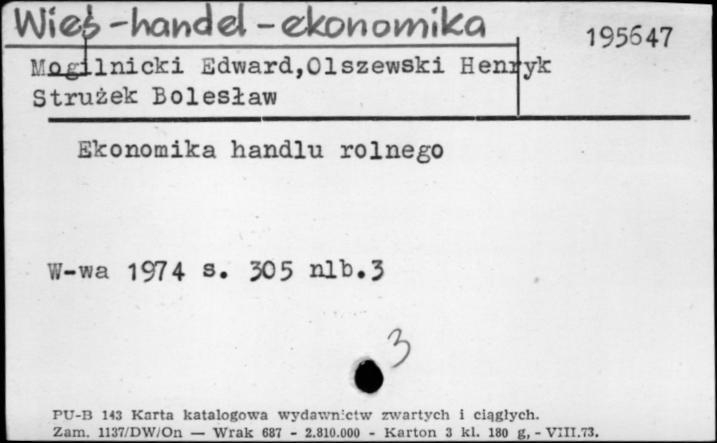 Wieś-handel-ekonomika
195647
Mogilnicki Edward,Olszewski Henryk
Strużek Bolesław
Ekonomika handlu rolnego
W-wa 1974 s. 305 nlb.3
3
PU-B 143 Karta katalogowa wydawnictw zwartych i ciągłych.
Zam. 1137/DW/On — Wrak 687 - 2.810.000 - Karton 3 kl. 180 g, - VIII.73.